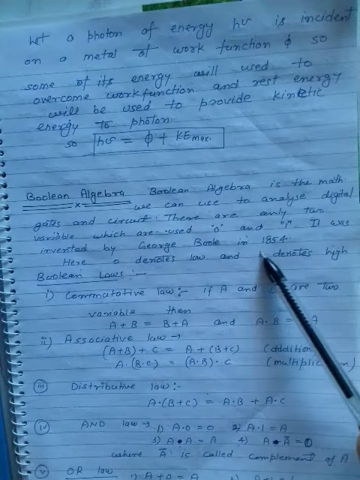 Let a photon of energy hν is incident
on a metal of work function ϕ so
some of its energy will used to
overcome workfunction and rest energy
will be used to provide kinetic
energy to photon.
so hν = ϕ + KEmax.
Boolean Algebra Boolean Algebra is the math
we can use to analyse digital
gates and circuit. There are only two
variable which are used '0' and '1'. It was
invented by George Boole in 1854.
Here 0 denotes low and denotes high
Boolean Laws:-
i) Commutative law:- if A and are two
variable then
A+B = B+A and A.B = A
ii) Associative law →
(A+B)+C = A+(B+C) (addition)
A.(B.C) = (A.B).C (multiplic on)
iii) Distributive law:-
A.(B+C) = A.B + A.C
iv) AND law → 1) A.0=0 2) A.1=A
3) A.A=A 4) A.Ā=0
where Ā is called complement of A
v) OR law